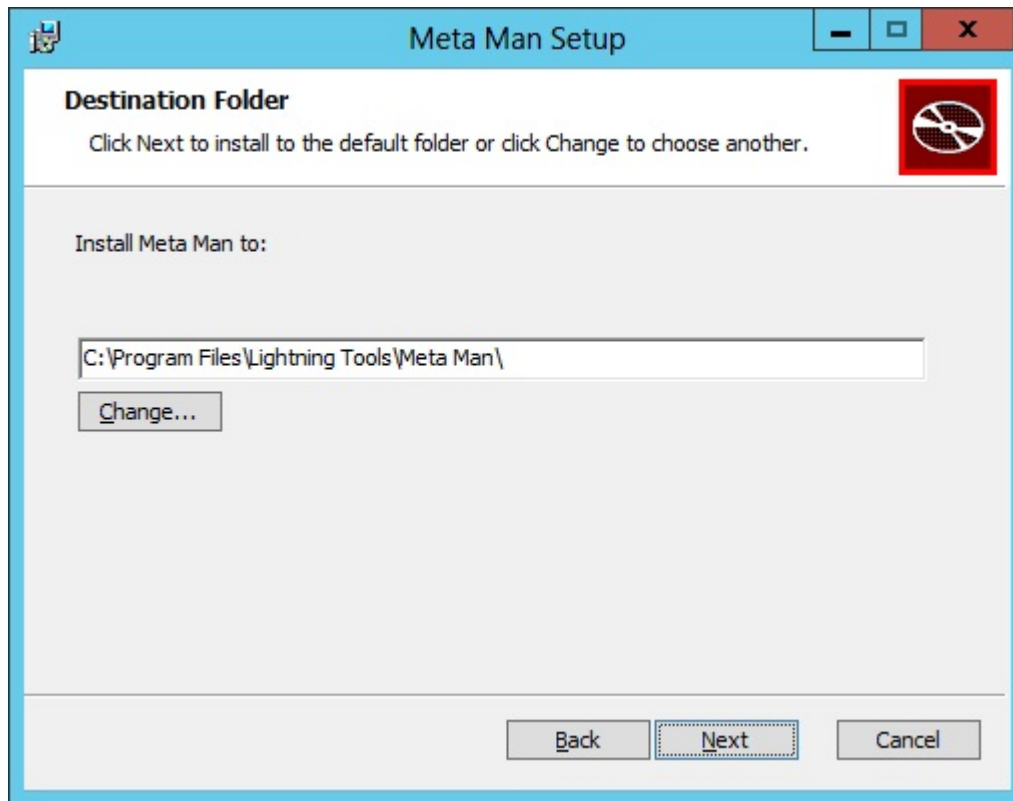 Meta Man Setup
Destination Folder
Click Next to install to the default folder or click Change to choose another.
Install Meta Man to:
C:\Program Files\Lightning Tools\Meta Man\
Change...
Back
Next
Cancel